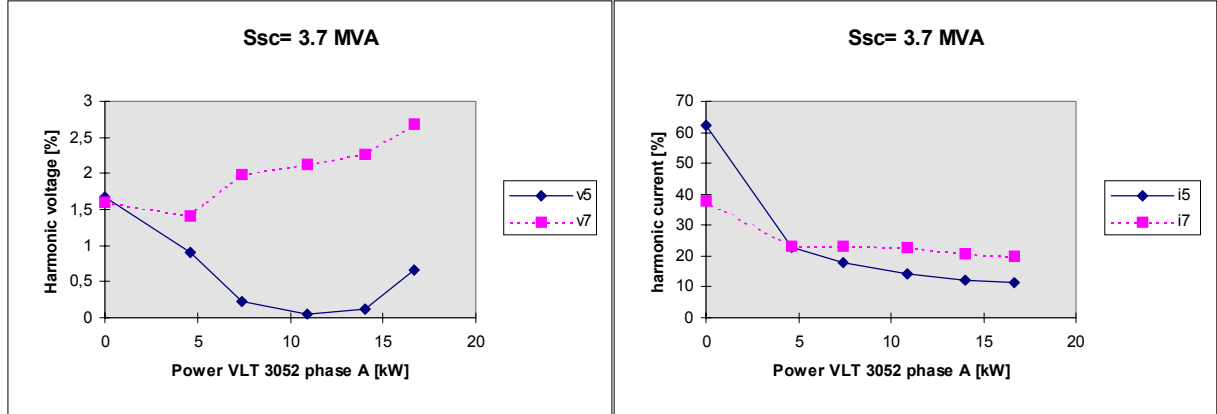 Ssc= 3.7 MVA
Harmonic voltage [%]
3
2,5
2
1,5
1
0,5
0
0 5 10 15 20
Power VLT 3052 phase A [kW]
v5
v7
Ssc= 3.7 MVA
harmonic current [%]
70
60
50
40
30
20
10
0
0 5 10 15 20
Power VLT 3052 phase A [kW]
i5
i7